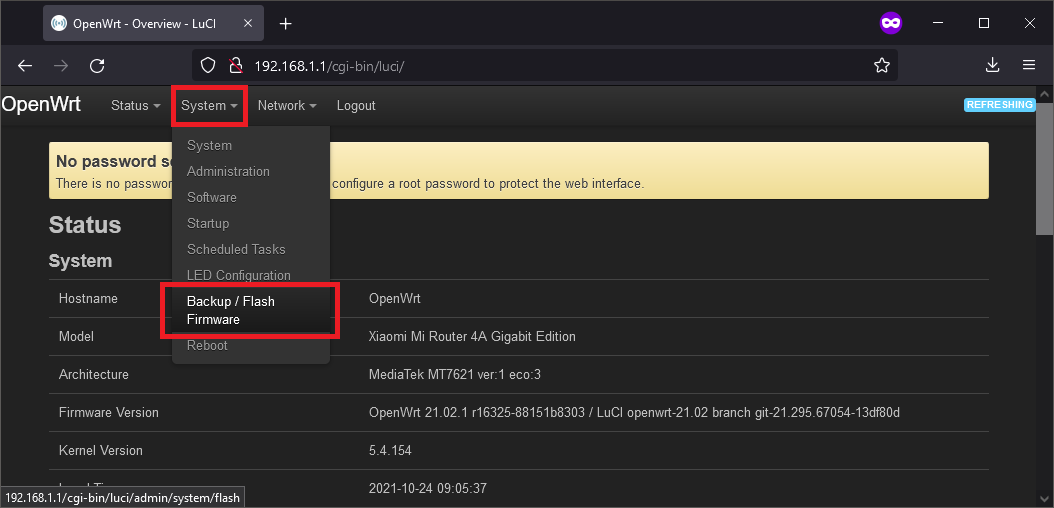 OpenWrt - Overview - LuCI
192.168.1.1/cgi-bin/luci/
OpenWrt Status System Network Logout REFRESHING
System
Administration
Software
Startup
Scheduled Tasks
LED Configuration
Backup / Flash
Firmware
Reboot
No password s
There is no passwor configure a root password to protect the web interface.
Status
System
Hostname OpenWrt
Model Xiaomi Mi Router 4A Gigabit Edition
Architecture MediaTek MT7621 ver:1 eco:3
Firmware Version OpenWrt 21.02.1 r16325-88151b8303 / LuCI openwrt-21.02 branch git-21.295.67054-13df80d
Kernel Version 5.4.154
2021-10-24 09:05:37
192.168.1.1/cgi-bin/luci/admin/system/flash